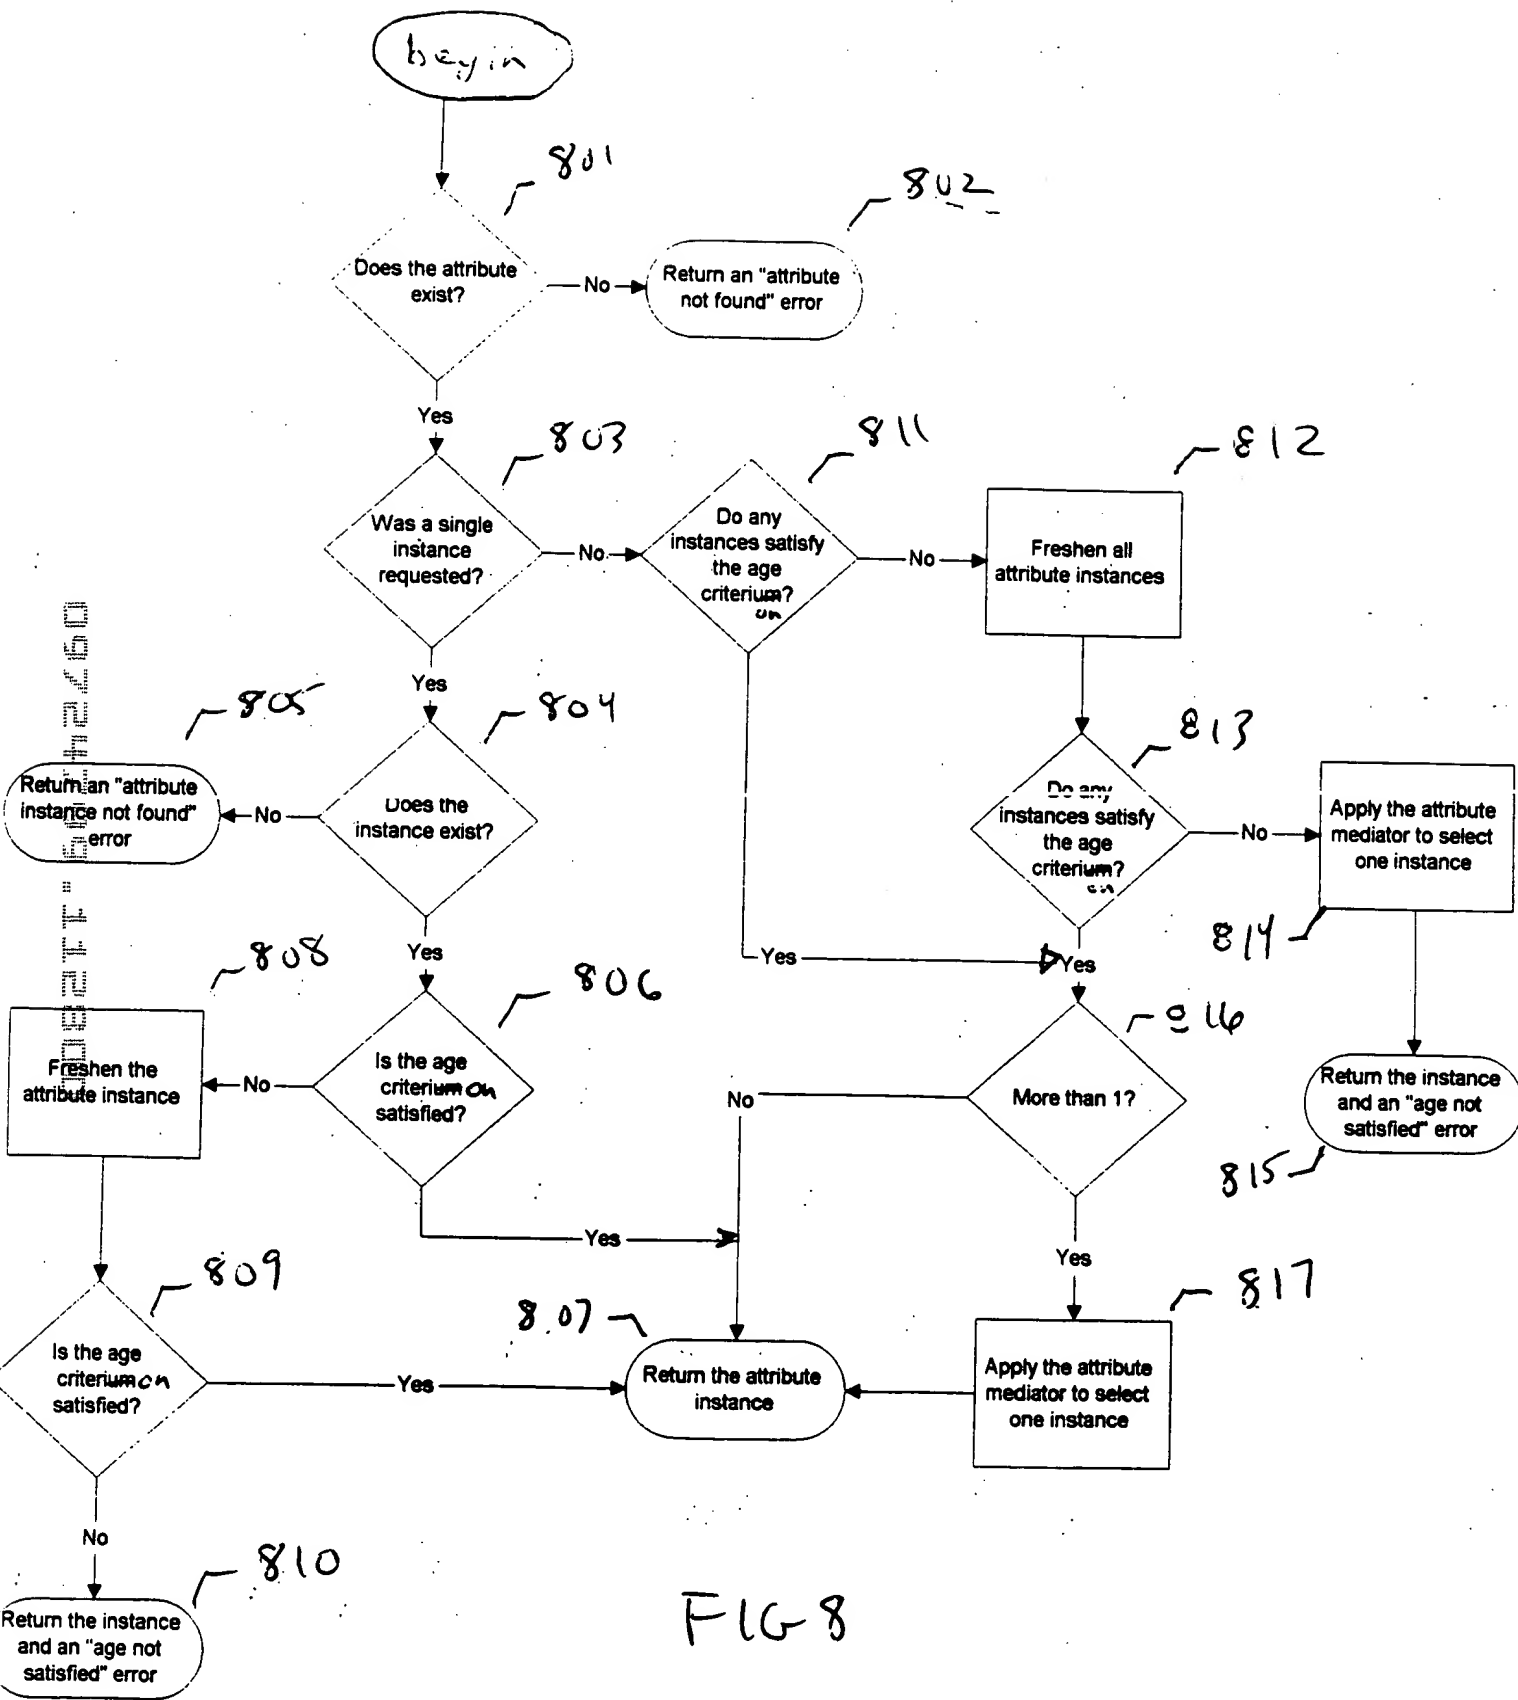 begin
801
802
Does the attribute
exist?
No
Return an "attribute
not found" error
Yes
803
811
812
Was a single
instance
requested?
No
Do any
instances satisfy
the age
criterium?
on
No
Freshen all
attribute instances
Yes
805
804
813
Return an "attribute
instance not found"
error
No
Does the
instance exist?
Do any
instances satisfy
the age
criterium?
on
No
Apply the attribute
mediator to select
one instance
814
Yes
Yes
Yes
808
806
816
Freshen the
attribute instance
No
Is the age
criterium on
satisfied?
No
More than 1?
Return the instance
and an "age not
satisfied" error
815
Yes
Yes
809
807
817
Is the age
criterium on
satisfied?
Yes
Return the attribute
instance
Apply the attribute
mediator to select
one instance
No
810
Return the instance
and an "age not
satisfied" error
FIG 8